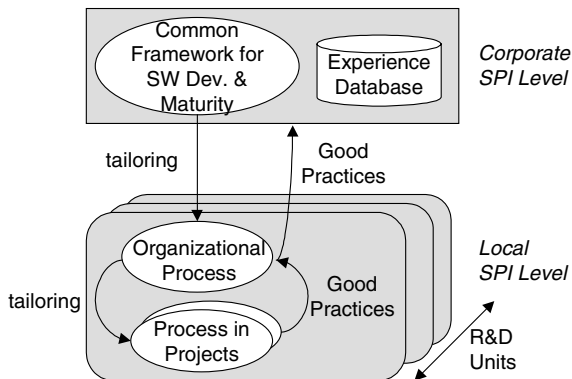 Common
Framework for
SW Dev. &
Maturity
Experience
Database
Corporate
SPI Level
tailoring
Good
Practices
Organizational
Process
Local
SPI Level
tailoring
Good
Practices
Process in
Projects
R&D
Units